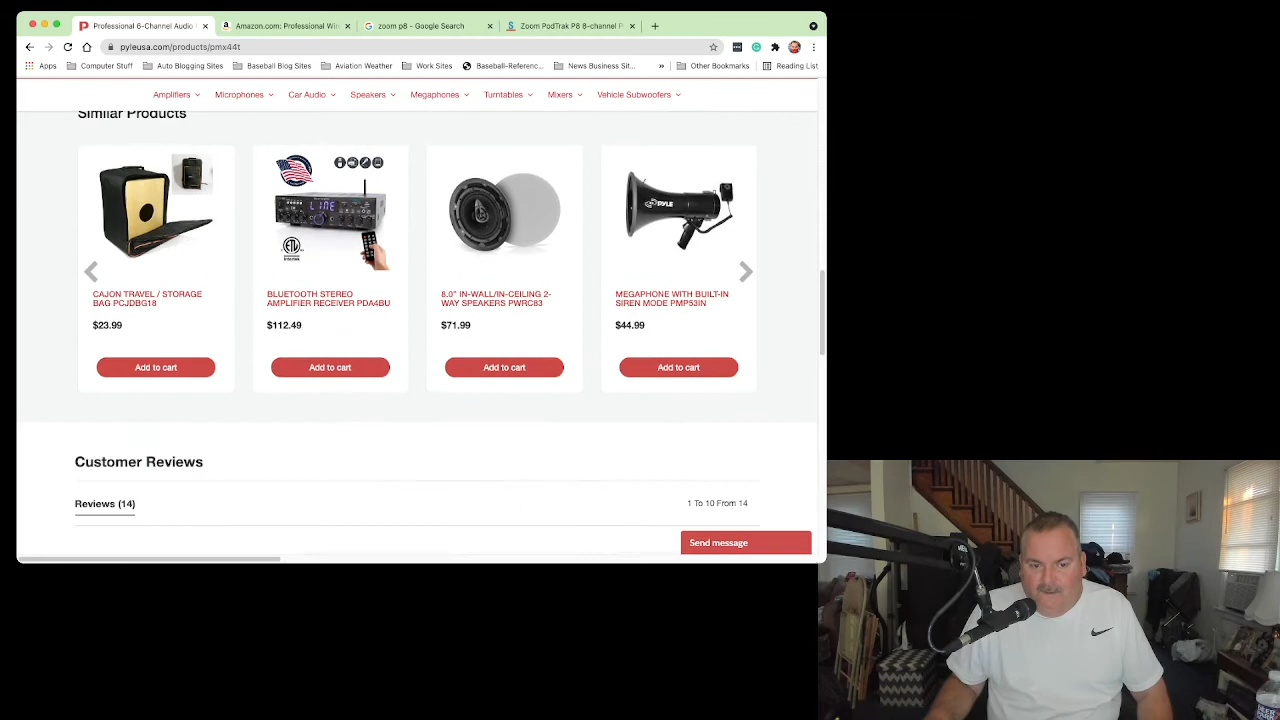 Professional 6-Channel Audio
Amazon.com: Professional Wir
zoom p8 - Google Search
Zoom PodTrak P8 8-channel P
pyleusa.com/products/pmx44t
Apps
Computer Stuff
Auto Blogging Sites
Baseball Blog Sites
Aviation Weather
Work Sites
Baseball-Referenc...
News Business Sit...
»
Other Bookmarks
Reading List
Amplifiers
Microphones
Car Audio
Speakers
Megaphones
Turntables
Mixers
Vehicle Subwoofers
Similar Products
LINE
ETL
PYLE
CAJON TRAVEL / STORAGE
BAG PCJDBG18
$23.99
Add to cart
BLUETOOTH STEREO
AMPLIFIER RECEIVER PDA4BU
$112.49
Add to cart
8.0" IN-WALL/IN-CEILING 2-
WAY SPEAKERS PWRC83
$71.99
Add to cart
MEGAPHONE WITH BUILT-IN
SIREN MODE PMP53IN
$44.99
Add to cart
Customer Reviews
Reviews (14)
1 To 10 From 14
Send message